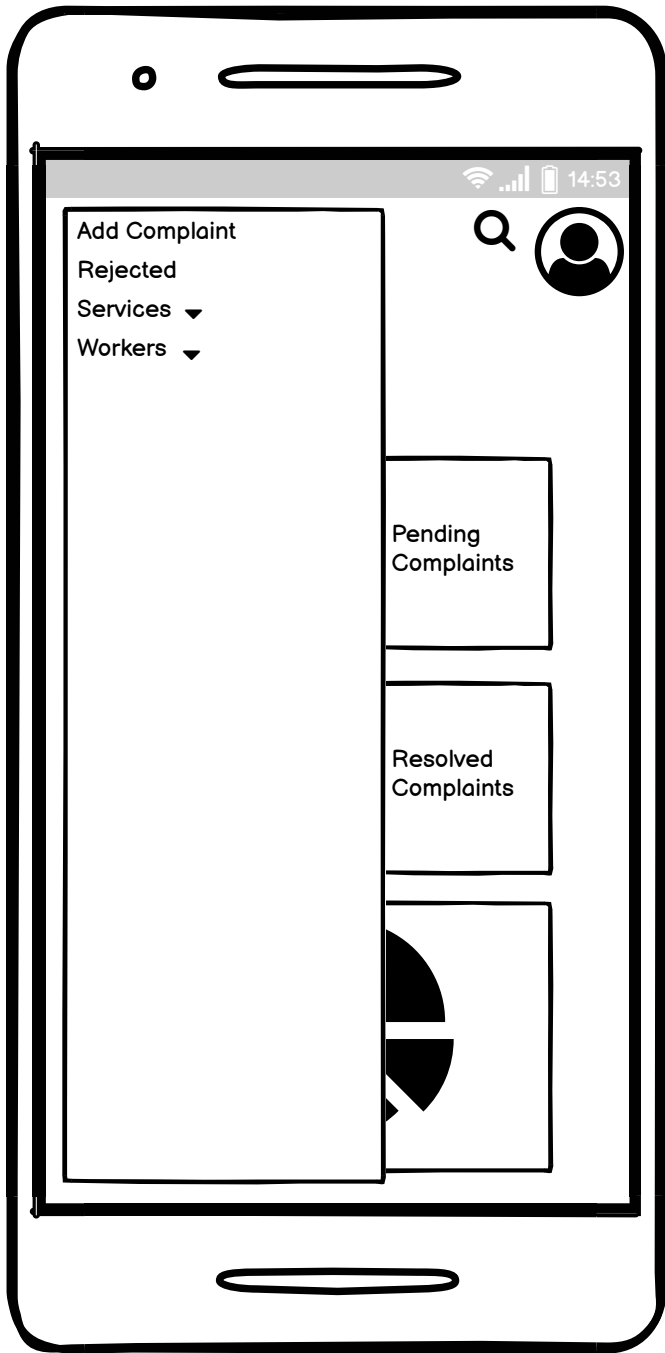 14:53
Add Complaint
Rejected
Services
Workers
Pending
Complaints
Resolved
Complaints